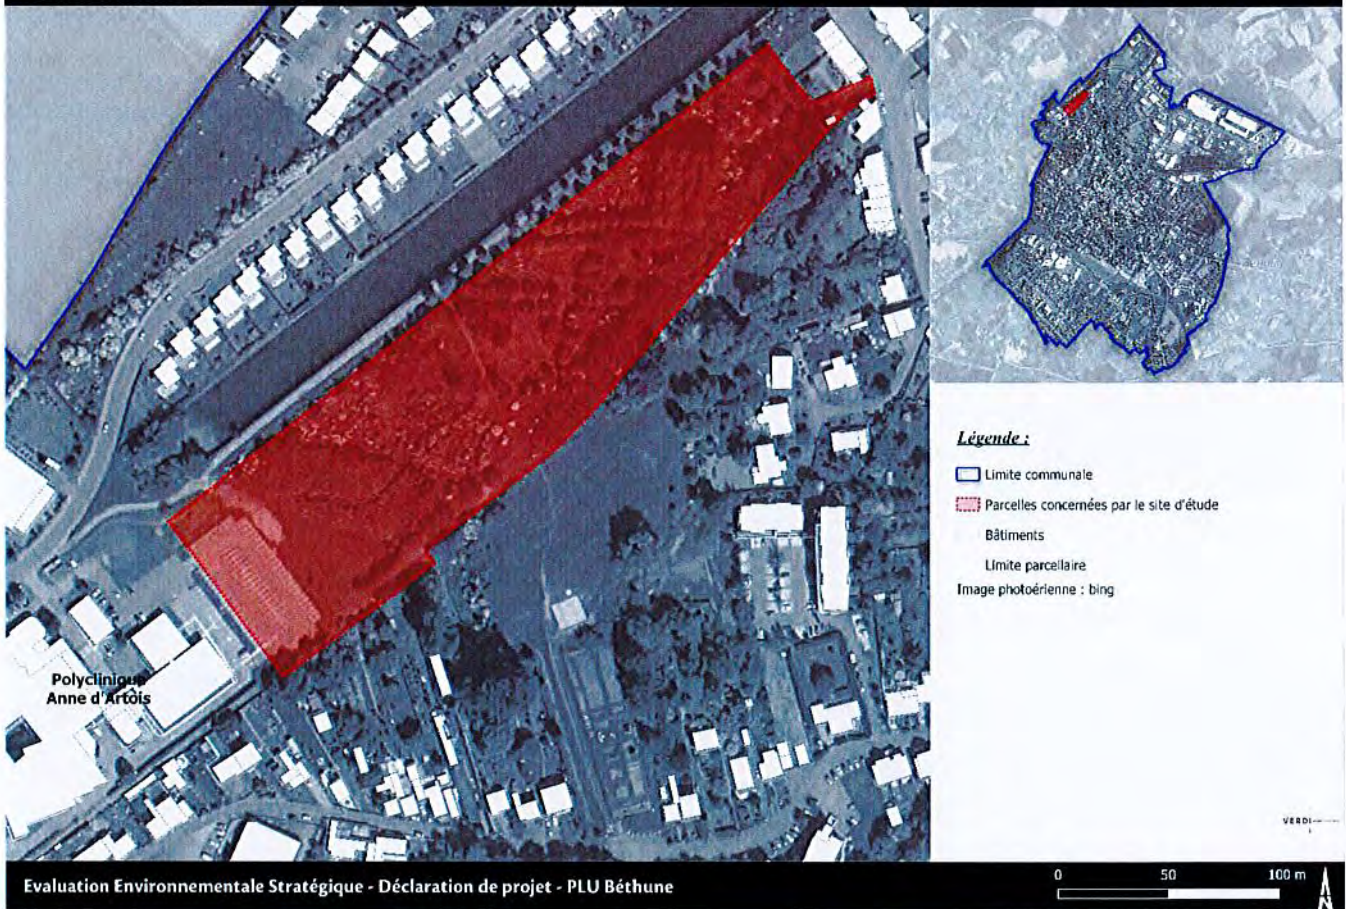 Polyclinique
Anne d'Artois
Légende :
Limite communale
Parcelles concernées par le site d'étude
Bâtiments
Limite parcellaire
Image photoérienne : bing
VERDI
Evaluation Environnementale Stratégique - Déclaration de projet - PLU Béthune
0 50 100 m
N